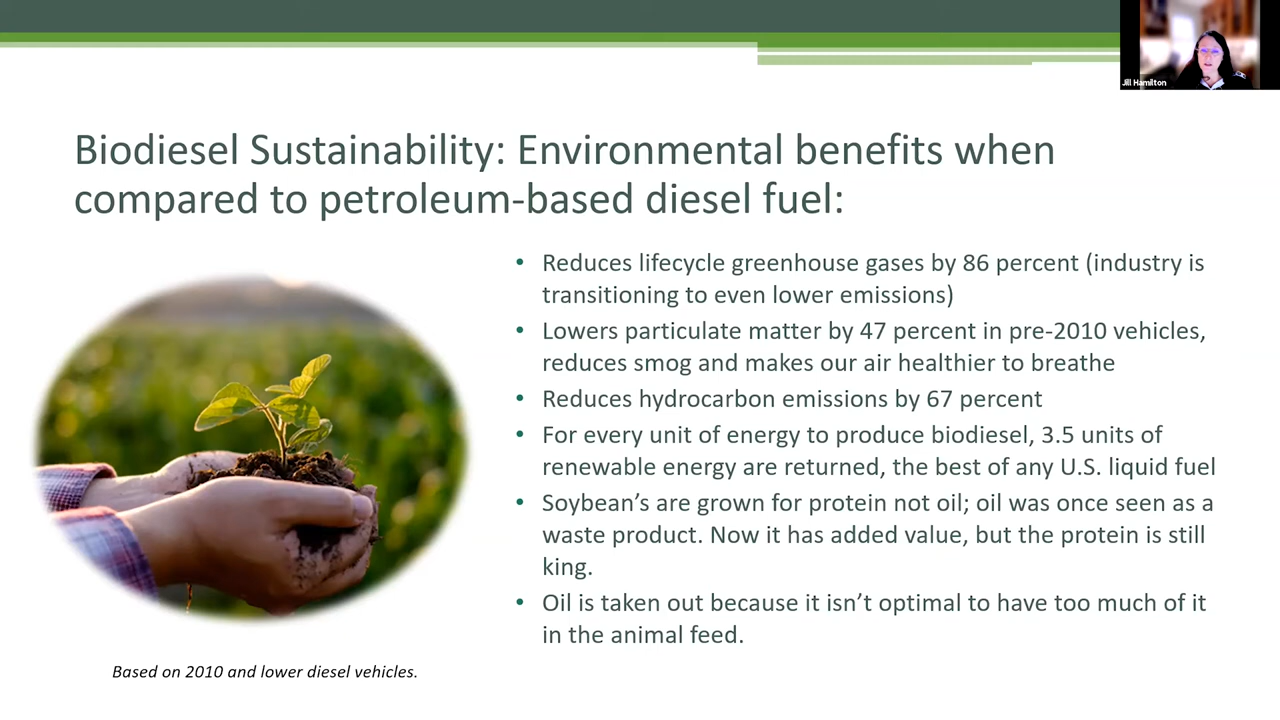 Jill Hamilton
Biodiesel Sustainability: Environmental benefits when
compared to petroleum-based diesel fuel:
• Reduces lifecycle greenhouse gases by 86 percent (industry is
transitioning to even lower emissions)
• Lowers particulate matter by 47 percent in pre-2010 vehicles,
reduces smog and makes our air healthier to breathe
• Reduces hydrocarbon emissions by 67 percent
• For every unit of energy to produce biodiesel, 3.5 units of
renewable energy are returned, the best of any U.S. liquid fuel
• Soybean’s are grown for protein not oil; oil was once seen as a
waste product. Now it has added value, but the protein is still
king.
• Oil is taken out because it isn’t optimal to have too much of it
in the animal feed.
Based on 2010 and lower diesel vehicles.